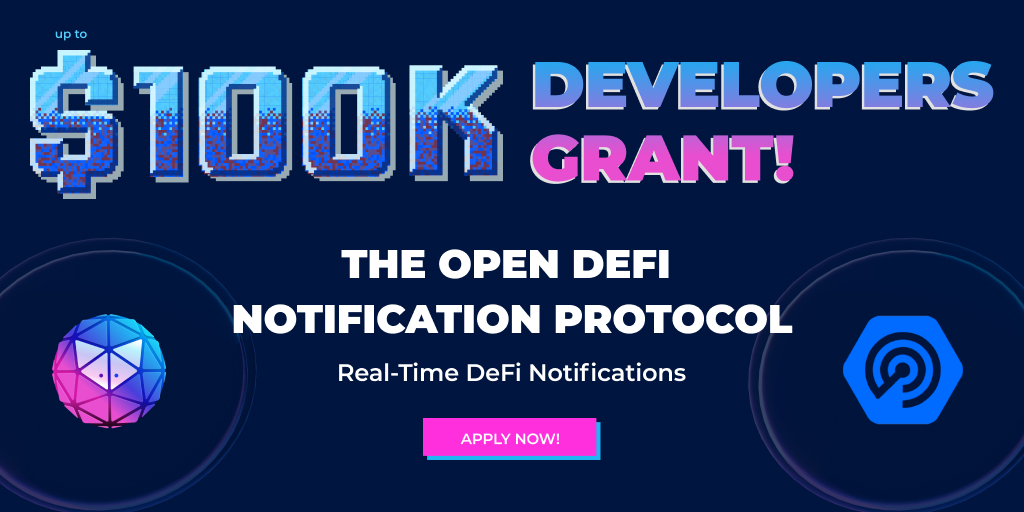 up to
$100K
DEVELOPERS
GRANT!
THE OPEN DEFI
NOTIFICATION PROTOCOL
Real-Time DeFi Notifications
APPLY NOW!